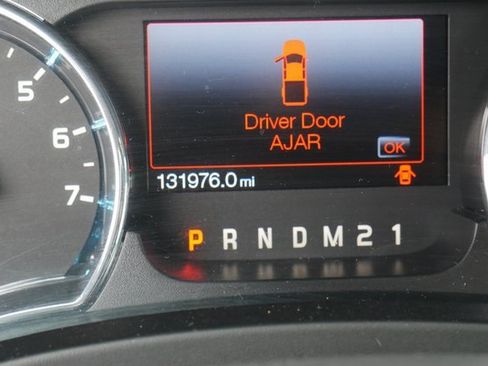 5
6
7
Driver Door
AJAR
OK
131976.0 mi
P R N D M 2 1